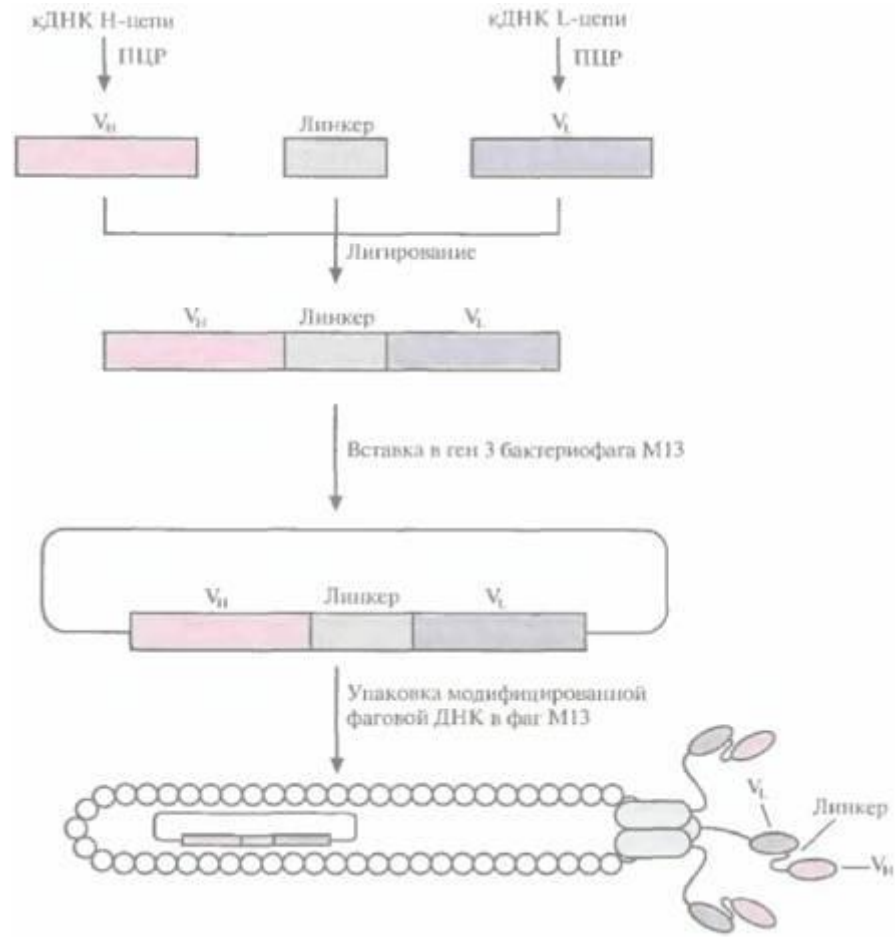 кДНК H-цепи
кДНК L-цепи
ПЦР
ПЦР
V_H
Линкер
V_L
Лигирование
V_H
Линкер
V_L
Вставка в ген 3 бактериофага M13
V_H
Линкер
V_L
Упаковка модифицированной
фаговой ДНК в фаг M13
V_L
Линкер
V_H